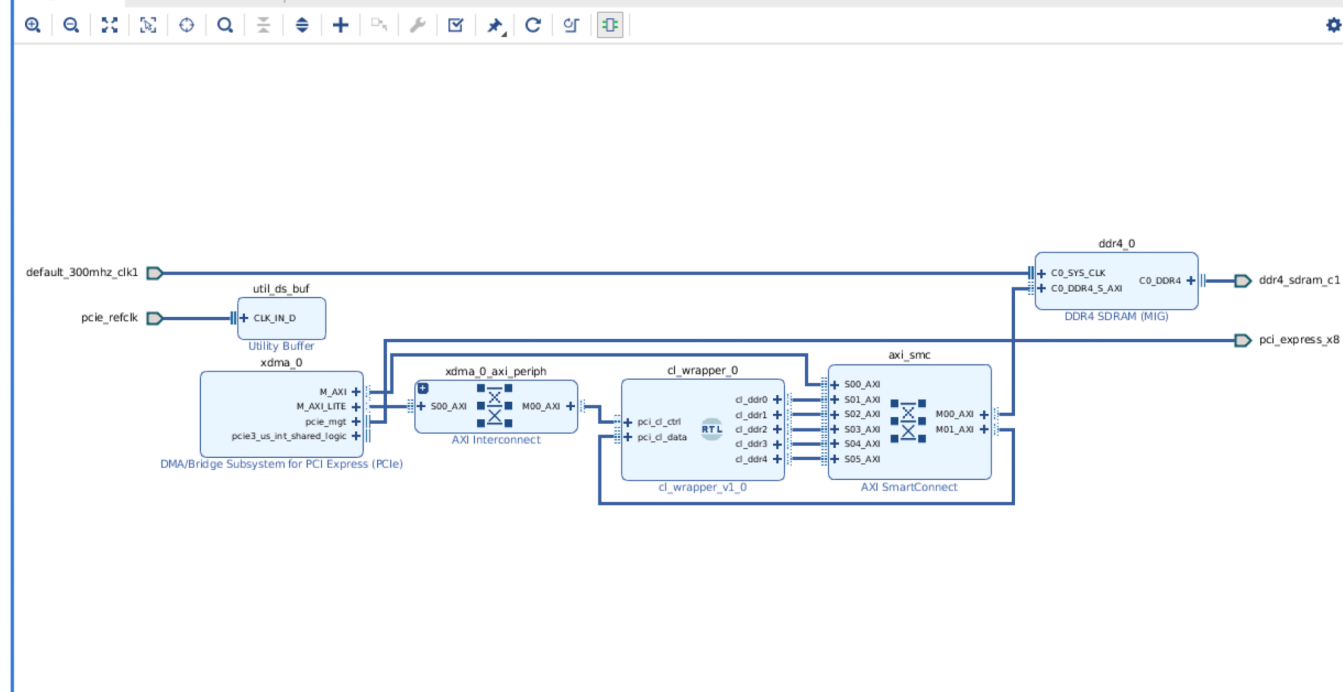 ddr4_0
default_300mhz_clk1
C0_SYS_CLK
C0_DDR4_S_AXI
C0_DDR4
ddr4_sdram_c1
DDR4 SDRAM (MIG)
util_ds_buf
pcie_refclk
CLK_IN_D
Utility Buffer
pci_express_x8
xdma_0
M_AXI
M_AXI_LITE
pcie_mgt
pcie3_us_int_shared_logic
DMA/Bridge Subsystem for PCI Express (PCIe)
xdma_0_axi_periph
S00_AXI
M00_AXI
AXI Interconnect
cl_wrapper_0
pci_cl_ctrl
pci_cl_data
RTL
cl_ddr0
cl_ddr1
cl_ddr2
cl_ddr3
cl_ddr4
cl_wrapper_v1_0
axi_smc
S00_AXI
S01_AXI
S02_AXI
S03_AXI
S04_AXI
S05_AXI
M00_AXI
M01_AXI
AXI SmartConnect